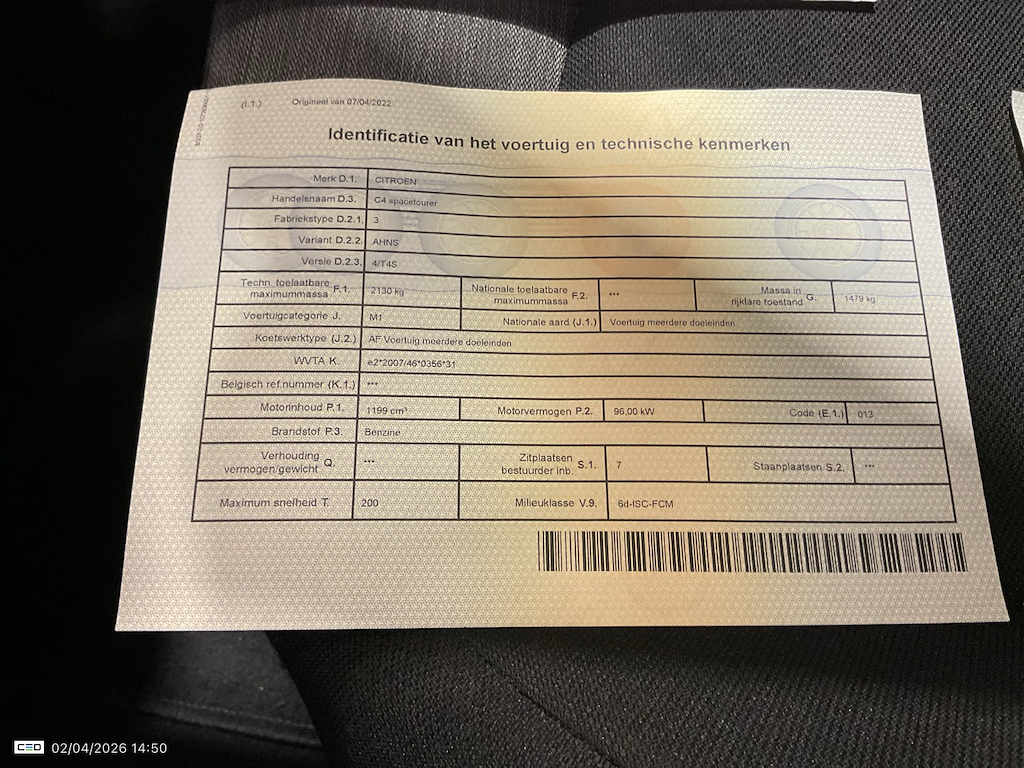 (I.1.) Origineel van 07/04/2022
Identificatie van het voertuig en technische kenmerken
Merk D.1. CITROEN
Handelsnaam D.3. C4 spacetourer
Fabriekstype D.2.1. 3
Variant D.2.2. AHNS
Versie D.2.3. 4/T4S
Techn. toelaatbare maximummassa F.1. 2130 kg Nationale toelaatbare maximummassa F.2. *** Massa in rijklare toestand G. 1479 kg
Voertuigcategorie J. M1 Nationale aard (J.1.) Voertuig meerdere doeleinden
Koetswerktype (J.2.) AF Voertuig meerdere doeleinden
WVTA K. e2*2007/46*0356*31
Belgisch ref.nummer (K.1.) ***
Motorinhoud P.1. 1199 cm³ Motorvermogen P.2. 96,00 kW Code (E.1.) 013
Brandstof P.3. Benzine
Verhouding vermogen/gewicht Q. *** Zitplaatsen bestuurder inb. S.1. 7 Staanplaatsen S.2. ***
Maximum snelheid T. 200 Milieuklasse V.9. 6d-ISC-FCM
02/04/2026 14:50